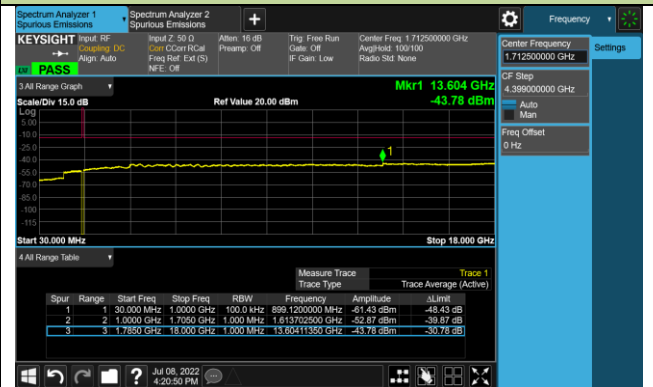 Spectrum Analyzer 1
Spurious Emissions
Spectrum Analyzer 2
Spurious Emissions
Frequency
KEYSIGHT
Input: RF
Coupling: DC
Align: Auto
Input Z: 50 Ω
Corr CCorr RCal
Freq Ref: Ext (S)
NFE: Off
Atten: 16 dB
Preamp: Off
Trig: Free Run
Gate: Off
IF Gain: Low
Center Freq: 1.712500000 GHz
Avg|Hold: 100/100
Radio Std: None
PASS
Center Frequency
1.712500000 GHz
Settings
CF Step
4.399000000 GHz
Auto
Man
Freq Offset
0 Hz
3 All Range Graph
Mkr1 13.604 GHz
Scale/Div 15.0 dB
Ref Value 20.00 dBm
-43.78 dBm
Log
5.00
-10.0
-25.0
-40.0
-55.0
-70.0
-85.0
-100
-115
1
Start 30.000 MHz
Stop 18.000 GHz
4 All Range Table
Measure Trace Trace 1
Trace Type Trace Average (Active)
Spur Range Start Freq Stop Freq RBW Frequency Amplitude ΔLimit
1 1 30.000 MHz 1.0000 GHz 100.0 kHz 899.1200000 MHz -61.43 dBm -48.43 dB
2 2 1.0000 GHz 1.7050 GHz 1.000 MHz 1.613702500 GHz -52.87 dBm -39.87 dB
3 3 1.7850 GHz 18.000 GHz 1.000 MHz 13.60411350 GHz -43.78 dBm -30.78 dB
Jul 08, 2022
4:20:50 PM